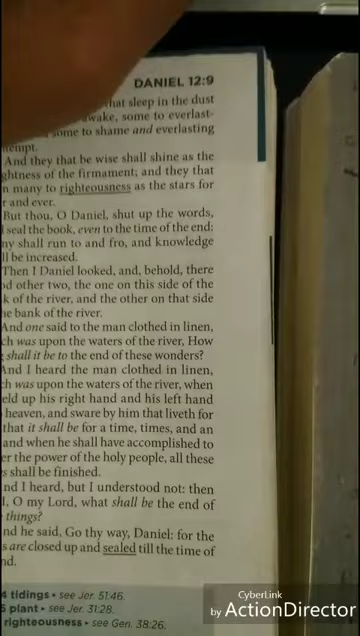 DANIEL 12:9
that sleep in the dust
awake, some to everlast-
some to shame and everlasting
tempt.
And they that be wise shall shine as the
ghtness of the firmament; and they that
n many to righteousness as the stars for
r and ever.
But thou, O Daniel, shut up the words,
l seal the book, even to the time of the end:
ny shall run to and fro, and knowledge
ll be increased.
Then I Daniel looked, and, behold, there
od other two, the one on this side of the
k of the river, and the other on that side
he bank of the river.
And one said to the man clothed in linen,
ch was upon the waters of the river, How
shall it be to the end of these wonders?
And I heard the man clothed in linen,
ch was upon the waters of the river, when
eld up his right hand and his left hand
heaven, and sware by him that liveth for
that it shall be for a time, times, and an
and when he shall have accomplished to
er the power of the holy people, all these
s shall be finished.
nd I heard, but I understood not: then
I, O my Lord, what shall be the end of
things?
nd he said, Go thy way, Daniel: for the
s are closed up and sealed till the time of
nd.
4 tidings • see Jer. 51:46.
5 plant • see Jer. 31:28.
righteousness • see Gen. 38:26.
CyberLink
by ActionDirector